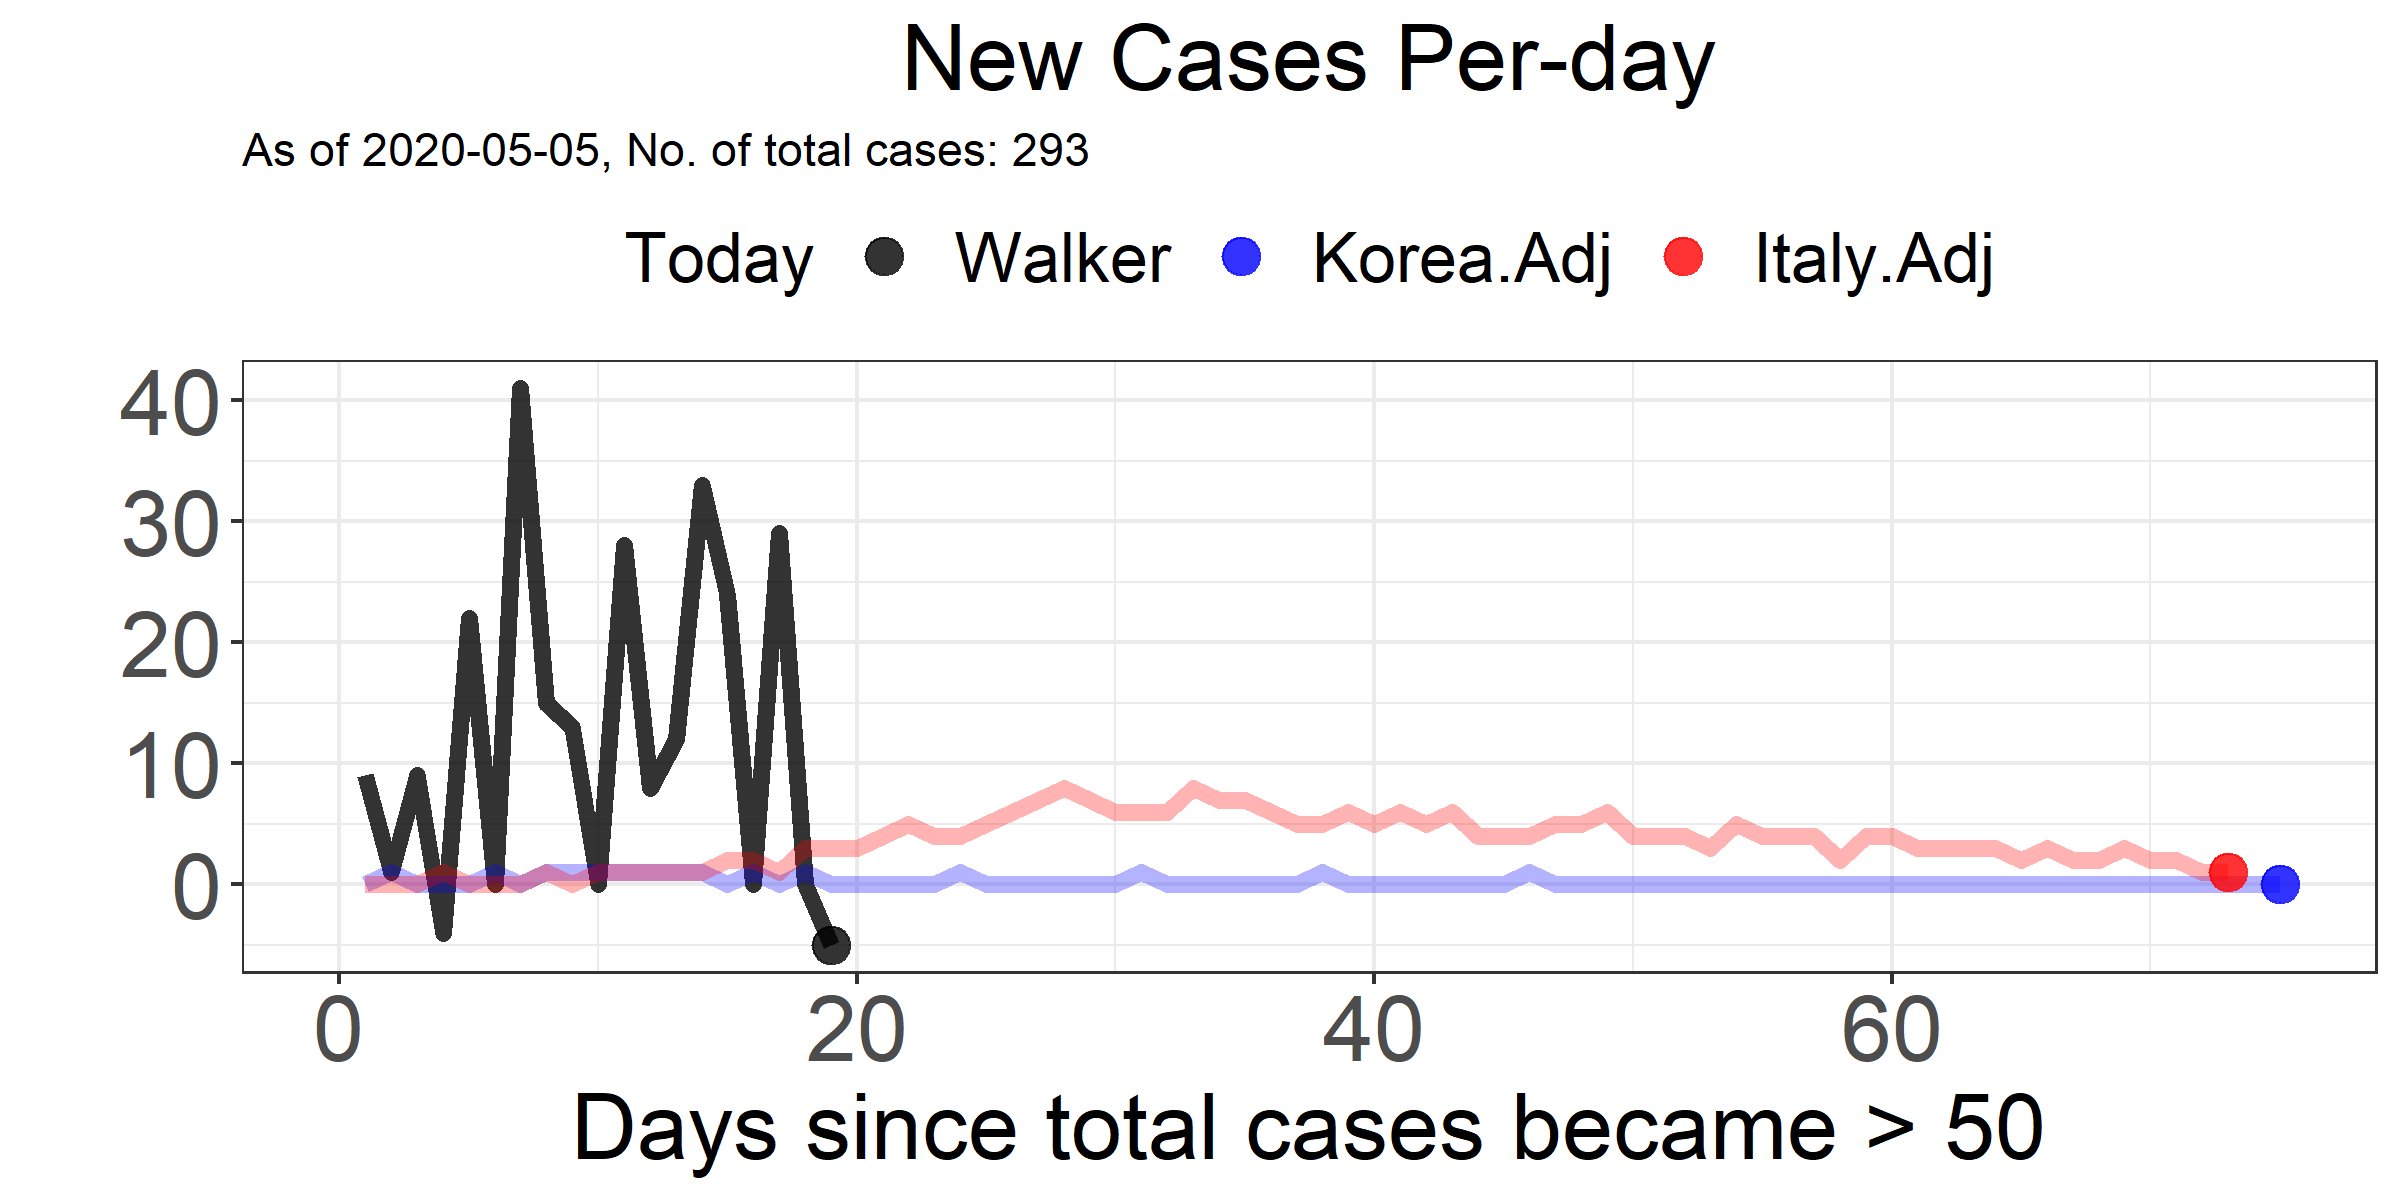 New Cases Per-day
As of 2020-05-05, No. of total cases: 293
Today Walker Korea.Adj Italy.Adj
40
30
20
10
0
0 20 40 60
Days since total cases became > 50